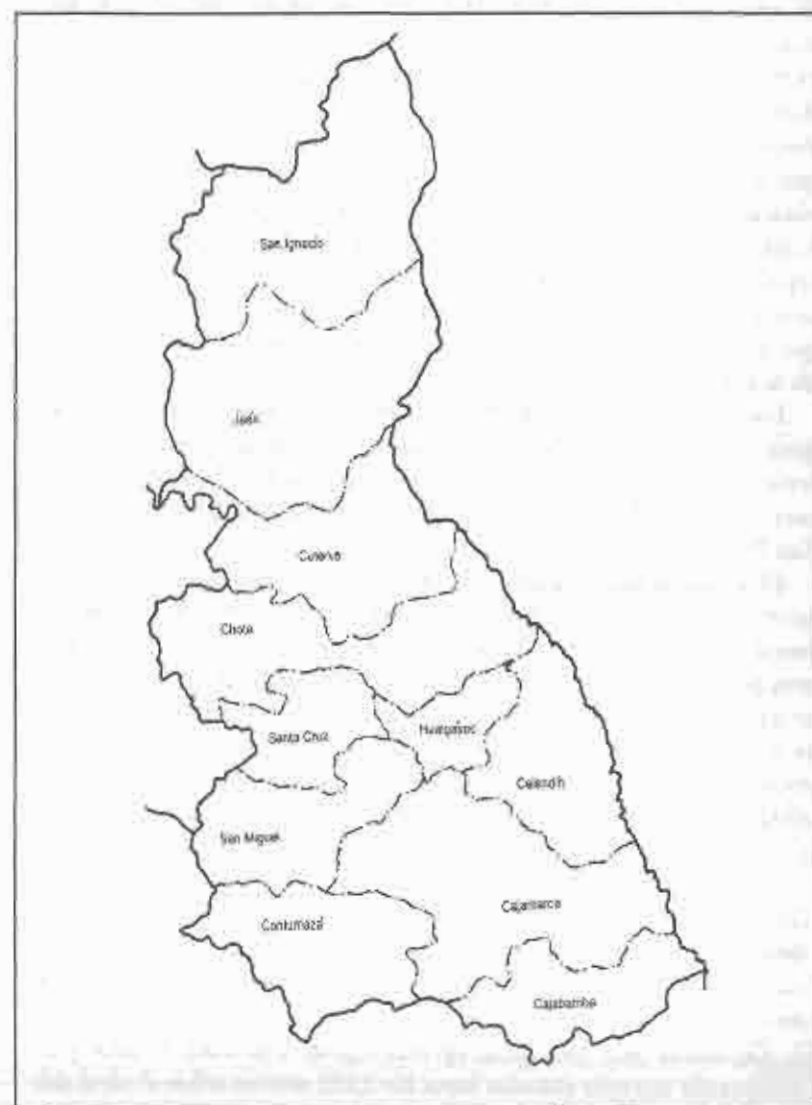 San Ignacio
Jaén
Cutervo
Chota
Santa Cruz
Hualgayoc
Celendín
San Miguel
Cajamarca
Contumazá
Cajabamba